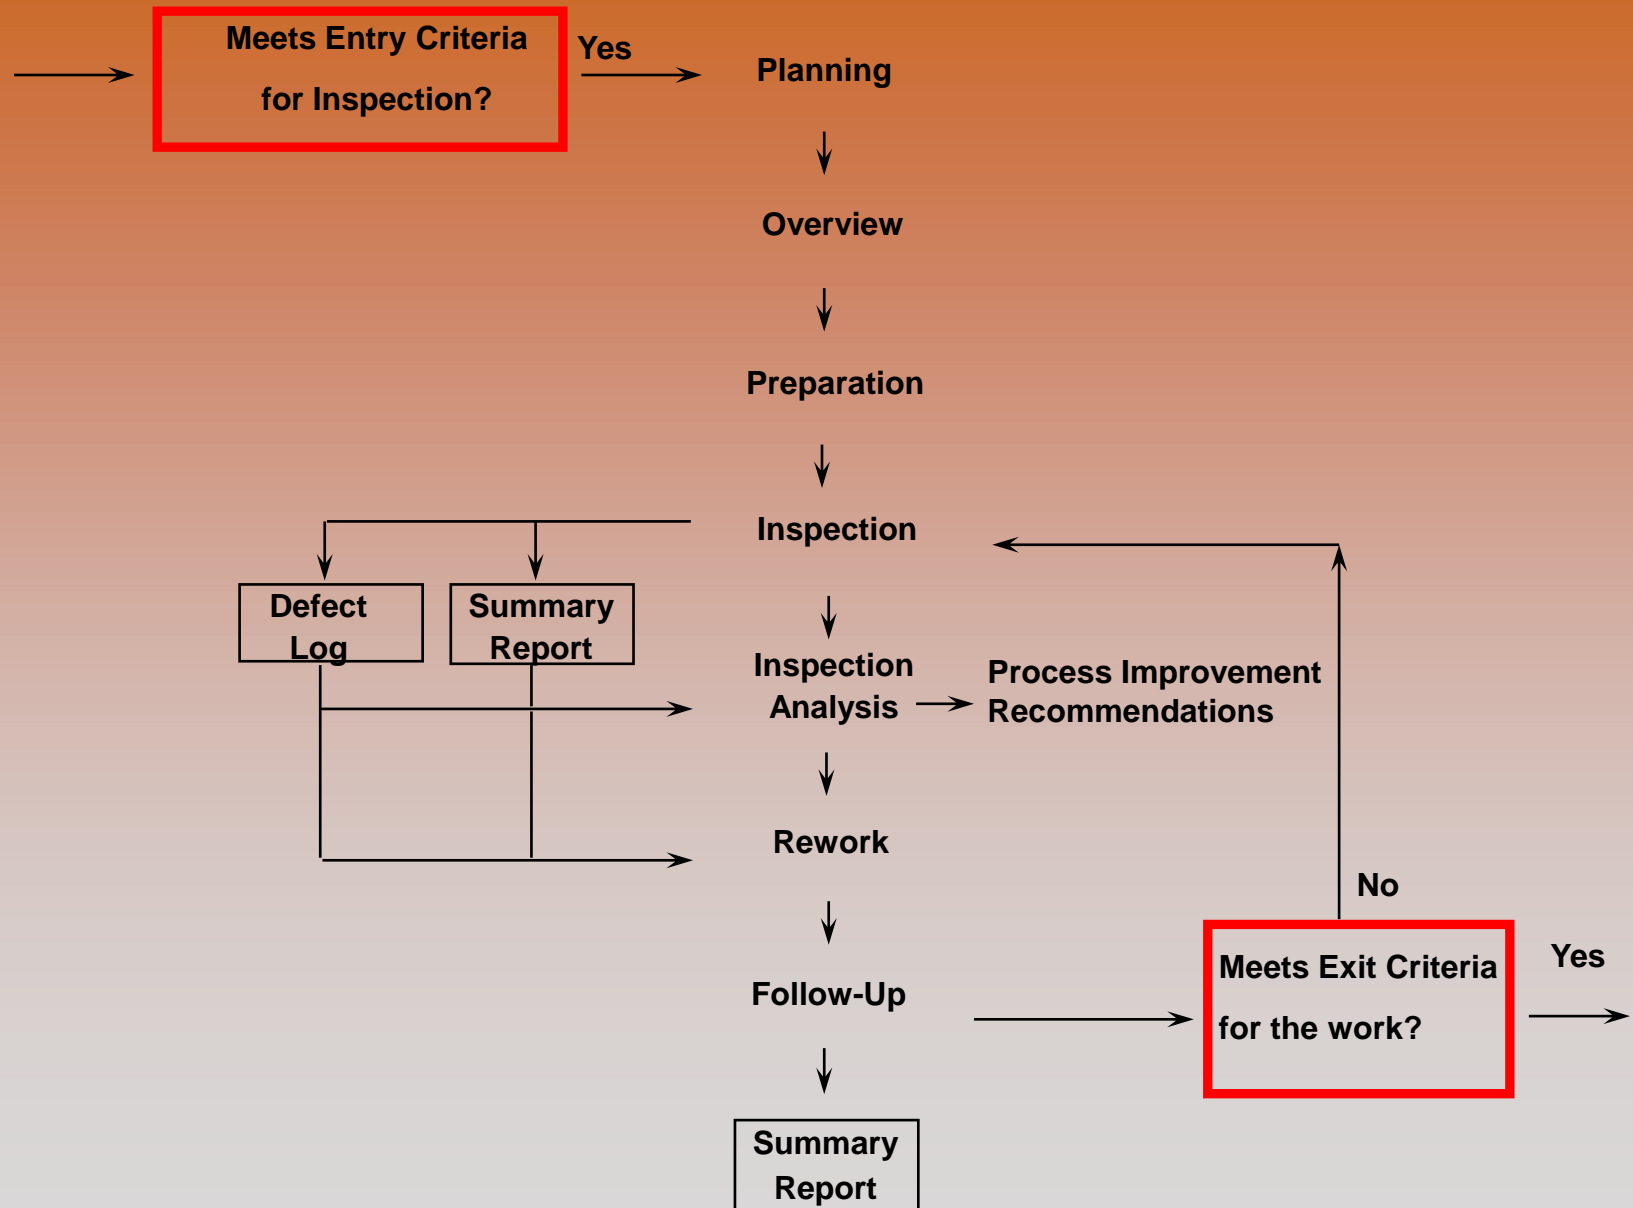 Meets Entry Criteria
for Inspection?
Yes
Planning
Overview
Preparation
Inspection
Defect
Log
Summary
Report
Inspection
Analysis
Process Improvement
Recommendations
Rework
No
Follow-Up
Meets Exit Criteria
for the work?
Yes
Summary
Report